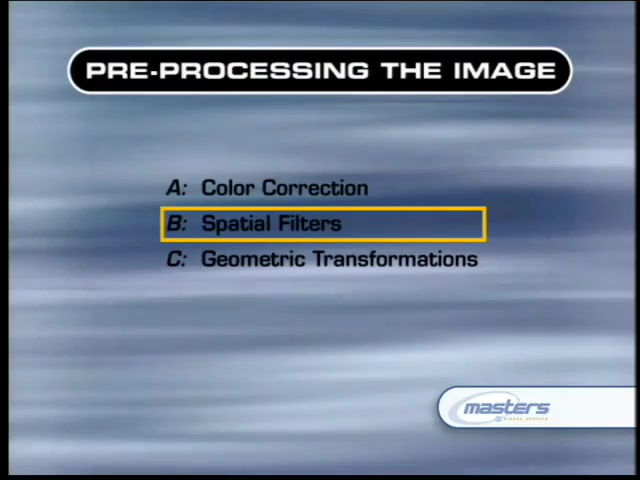 PRE-PROCESSING THE IMAGE
A: Color Correction
B: Spatial Filters
C: Geometric Transformations
masters